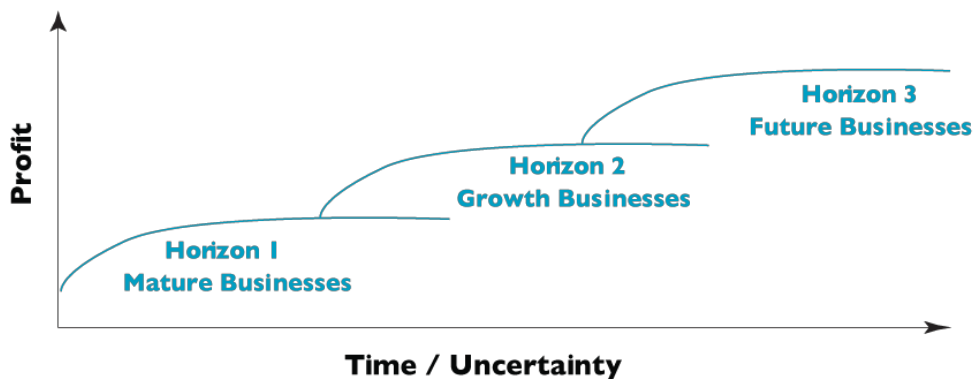 Profit
Horizon 3
Future Businesses
Horizon 2
Growth Businesses
Horizon 1
Mature Businesses
Time / Uncertainty